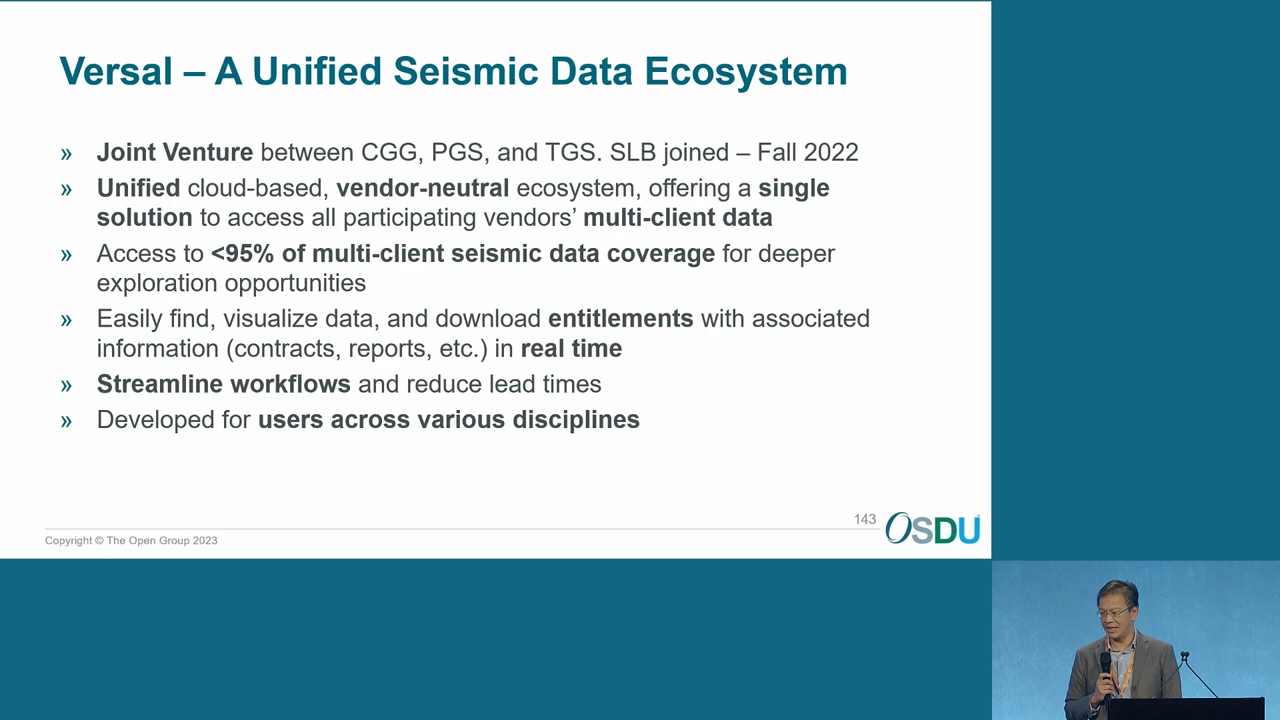 Versal – A Unified Seismic Data Ecosystem
» Joint Venture between CGG, PGS, and TGS. SLB joined – Fall 2022
» Unified cloud-based, vendor-neutral ecosystem, offering a single
solution to access all participating vendors’ multi-client data
» Access to <95% of multi-client seismic data coverage for deeper
exploration opportunities
» Easily find, visualize data, and download entitlements with associated
information (contracts, reports, etc.) in real time
» Streamline workflows and reduce lead times
» Developed for users across various disciplines
143
OSDU
Copyright © The Open Group 2023